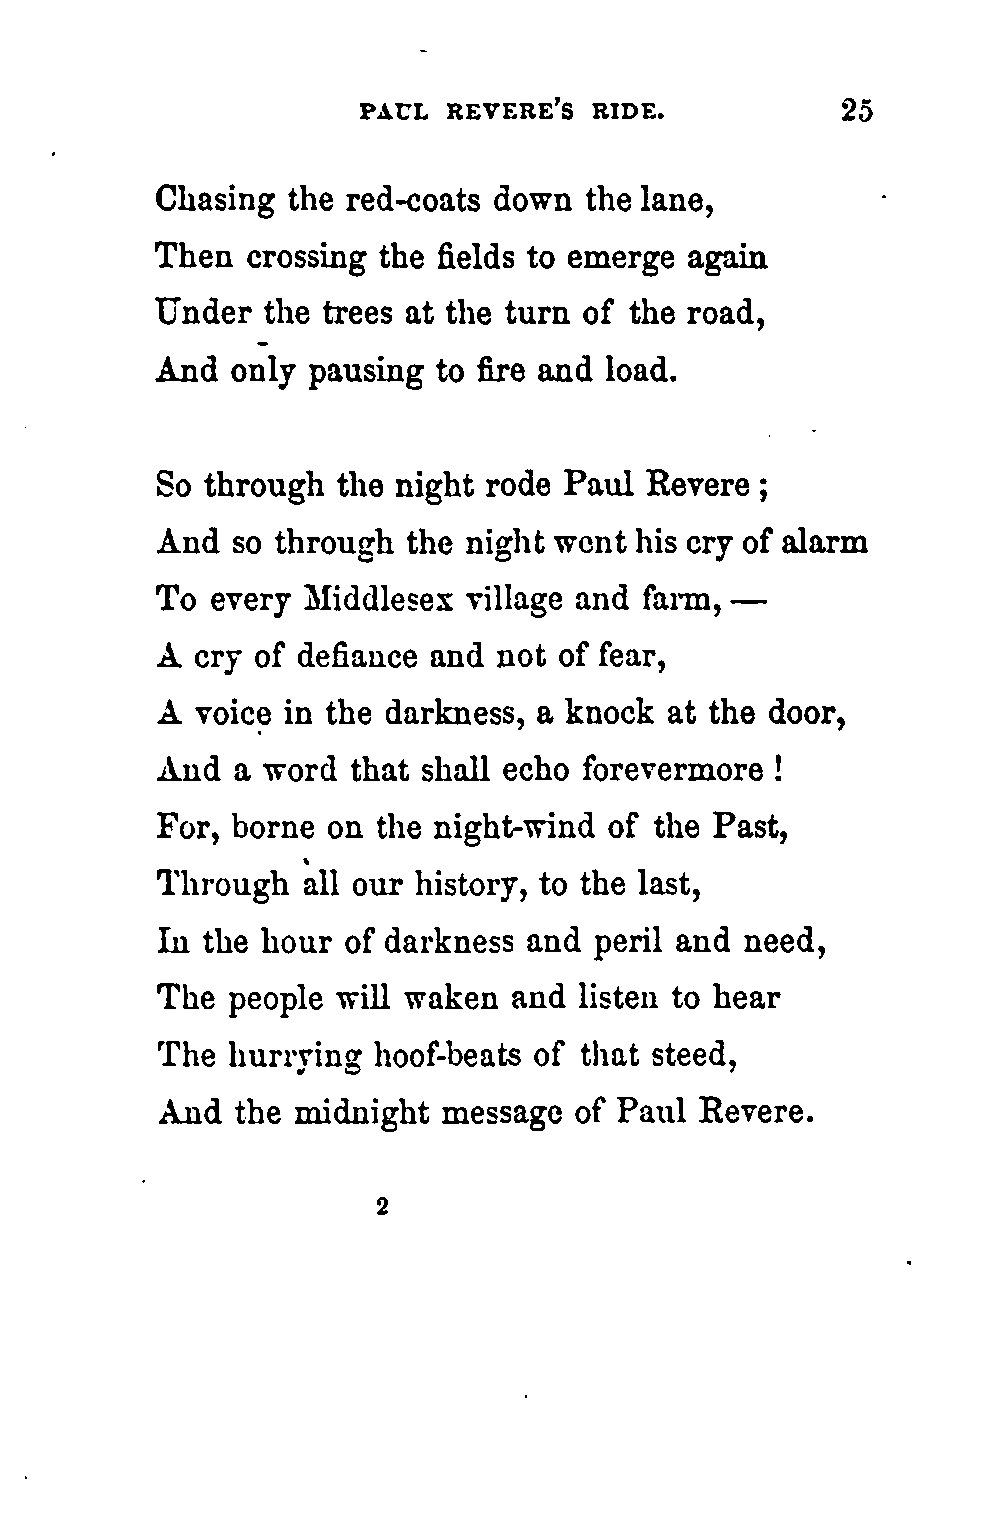 PAUL REVERE'S RIDE. 25
Chasing the red-coats down the lane,
Then crossing the fields to emerge again
Under the trees at the turn of the road,
And only pausing to fire and load.
So through the night rode Paul Revere ;
And so through the night went his cry of alarm
To every Middlesex village and farm, —
A cry of defiance and not of fear,
A voice in the darkness, a knock at the door,
And a word that shall echo forevermore !
For, borne on the night-wind of the Past,
Through all our history, to the last,
In the hour of darkness and peril and need,
The people will waken and listen to hear
The hurrying hoof-beats of that steed,
And the midnight message of Paul Revere.
2